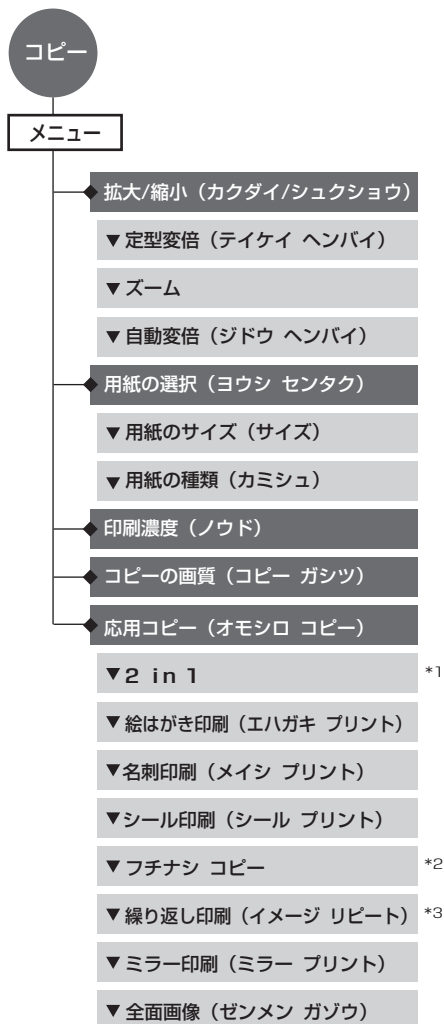 コピー
メニュー
◆ 拡大/縮小（カクダイ/シュクショウ）
▼ 定型変倍（テイケイ ヘンバイ）
▼ ズーム
▼ 自動変倍（ジドウ ヘンバイ）
◆ 用紙の選択（ヨウシ センタク）
▼ 用紙のサイズ（サイズ）
▼ 用紙の種類（カミシュ）
◆ 印刷濃度（ノウド）
◆ コピーの画質（コピー ガシツ）
◆ 応用コピー（オモシロ コピー）
▼2 in 1 *1
▼絵はがき印刷（エハガキ プリント）
▼名刺印刷（メイシ プリント）
▼シール印刷（シール プリント）
▼フチナシ コピー *2
▼繰り返し印刷（イメージ リピート） *3
▼ミラー印刷（ミラー プリント）
▼全面画像（ゼンメン ガゾウ）